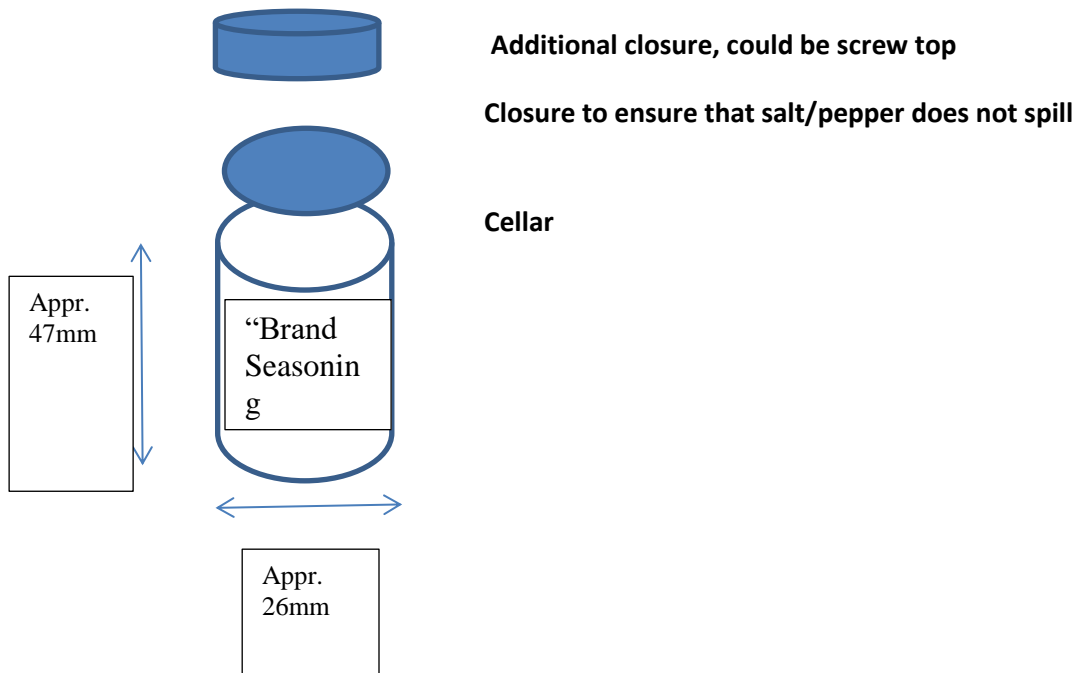 Additional closure, could be screw top
Closure to ensure that salt/pepper does not spill
Cellar
Appr.
47mm
“Brand
Seasonin
g
Appr.
26mm